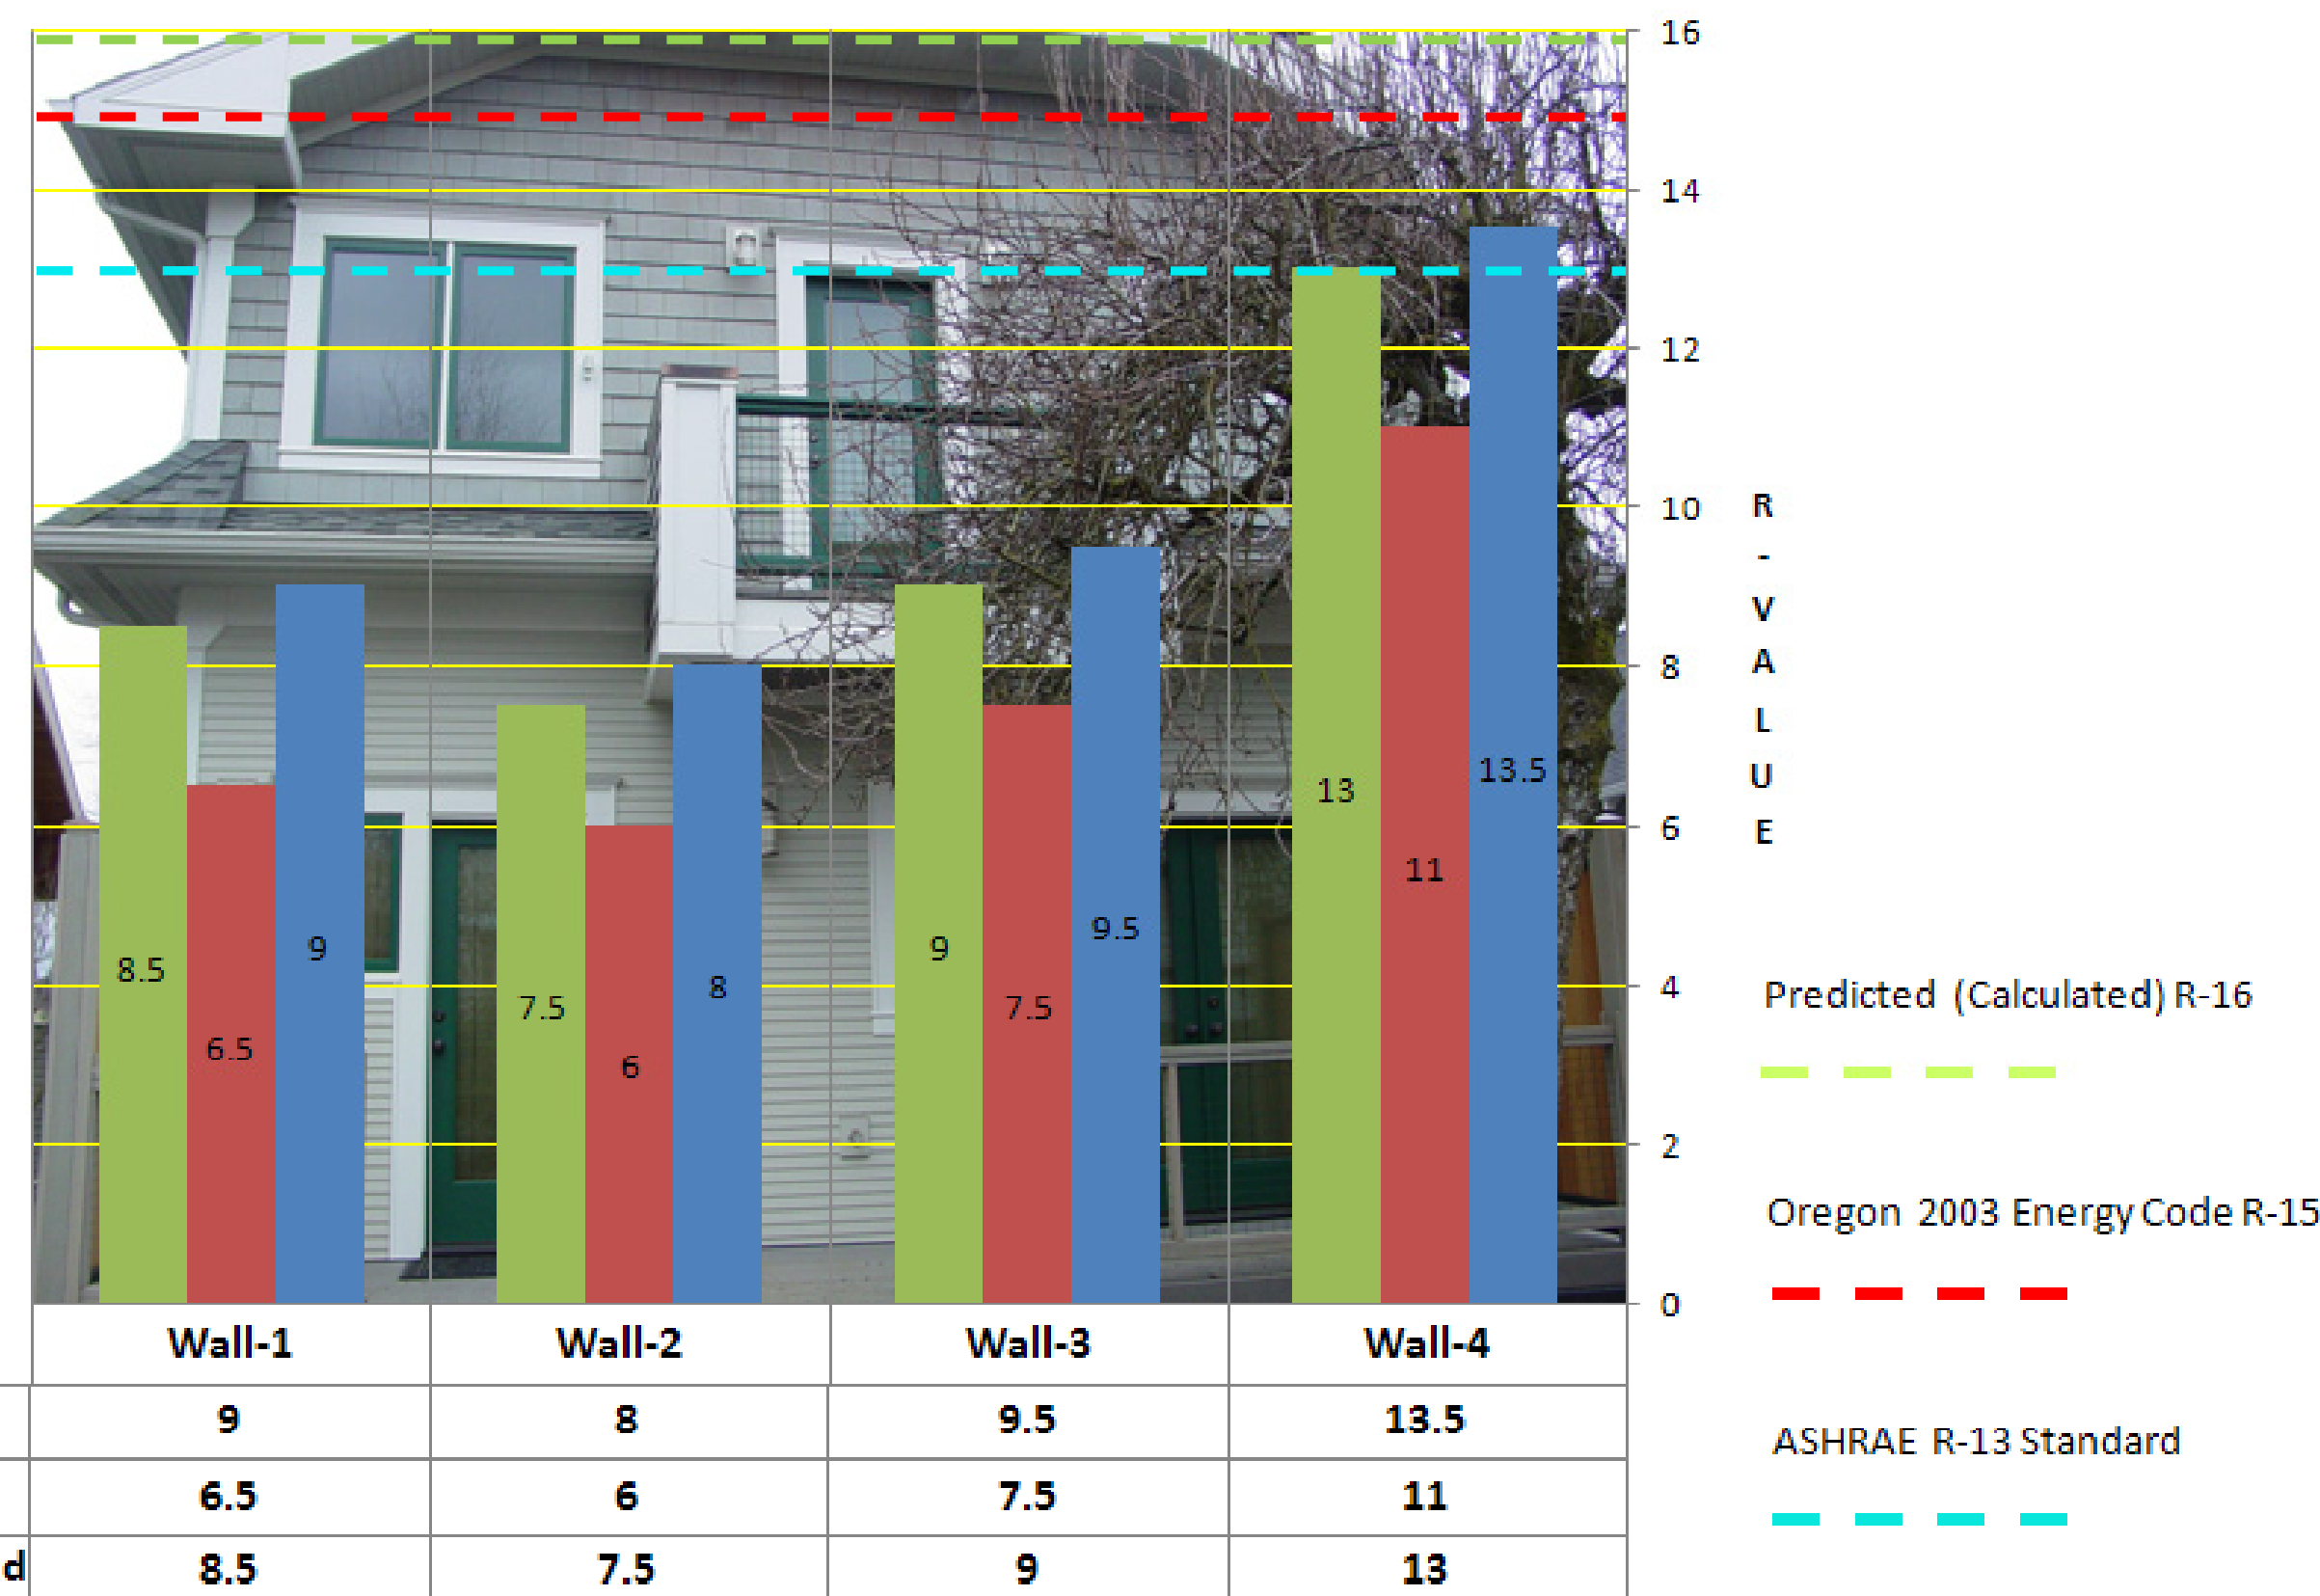 16
14
12
10
8
6
4
2
0
R
-
V
A
L
U
E
8.5
6.5
9
7.5
6
8
9
7.5
9.5
13
11
13.5
Wall-1 Wall-2 Wall-3 Wall-4
9 8 9.5 13.5
6.5 6 7.5 11
d 8.5 7.5 9 13
Predicted (Calculated) R-16
Oregon 2003 Energy Code R-15
ASHRAE R-13 Standard